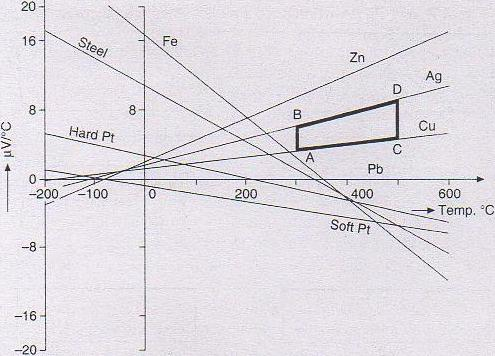 20
16
Fe
Steel
Zn
D
Ag
8
8
B
Hard Pt
Cu
A
C
Pb
0
−200
−100
0
200
400
600
Temp. °C
Soft Pt
µV/°C
−8
−16
−20